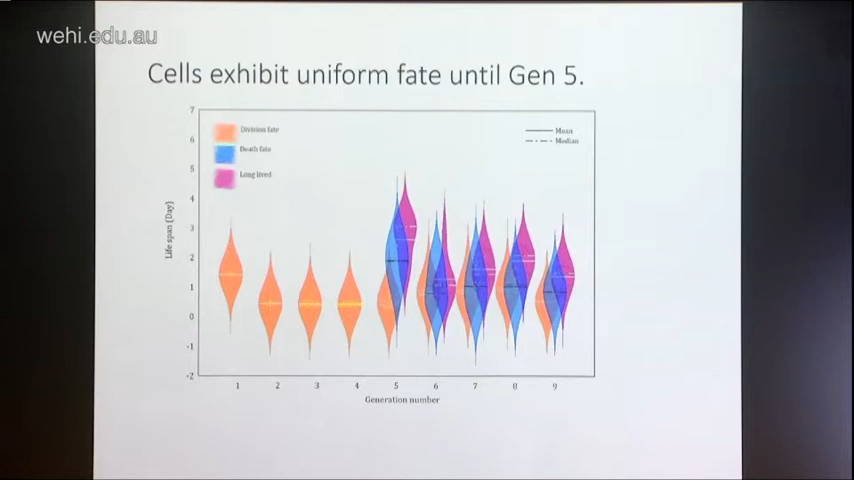 wehi.edu.au
Cells exhibit uniform fate until Gen 5.
7
6
5
4
3
2
1
0
-1
-2
Life span (Day)
Division fate
Death fate
Long lived
Mean
Median
1 2 3 4 5 6 7 8 9
Generation number